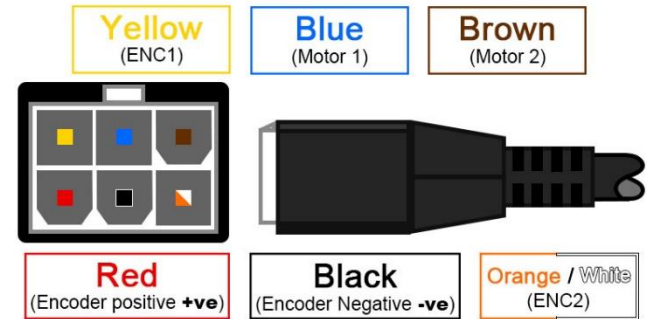 Yellow
(ENC1)
Blue
(Motor 1)
Brown
(Motor 2)
Red
(Encoder positive +ve)
Black
(Encoder Negative -ve)
Orange / White
(ENC2)